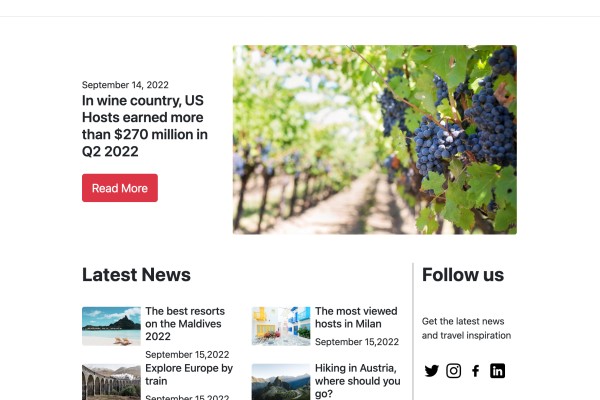 September 14, 2022
In wine country, US
Hosts earned more
than $270 million in
Q2 2022
Read More
Latest News
The best resorts
on the Maldives
2022
September 15,2022
Explore Europe by
train
September 15,2022
The most viewed
hosts in Milan
September 15,2022
Hiking in Austria,
where should you
go?
Follow us
Get the latest news
and travel inspiration